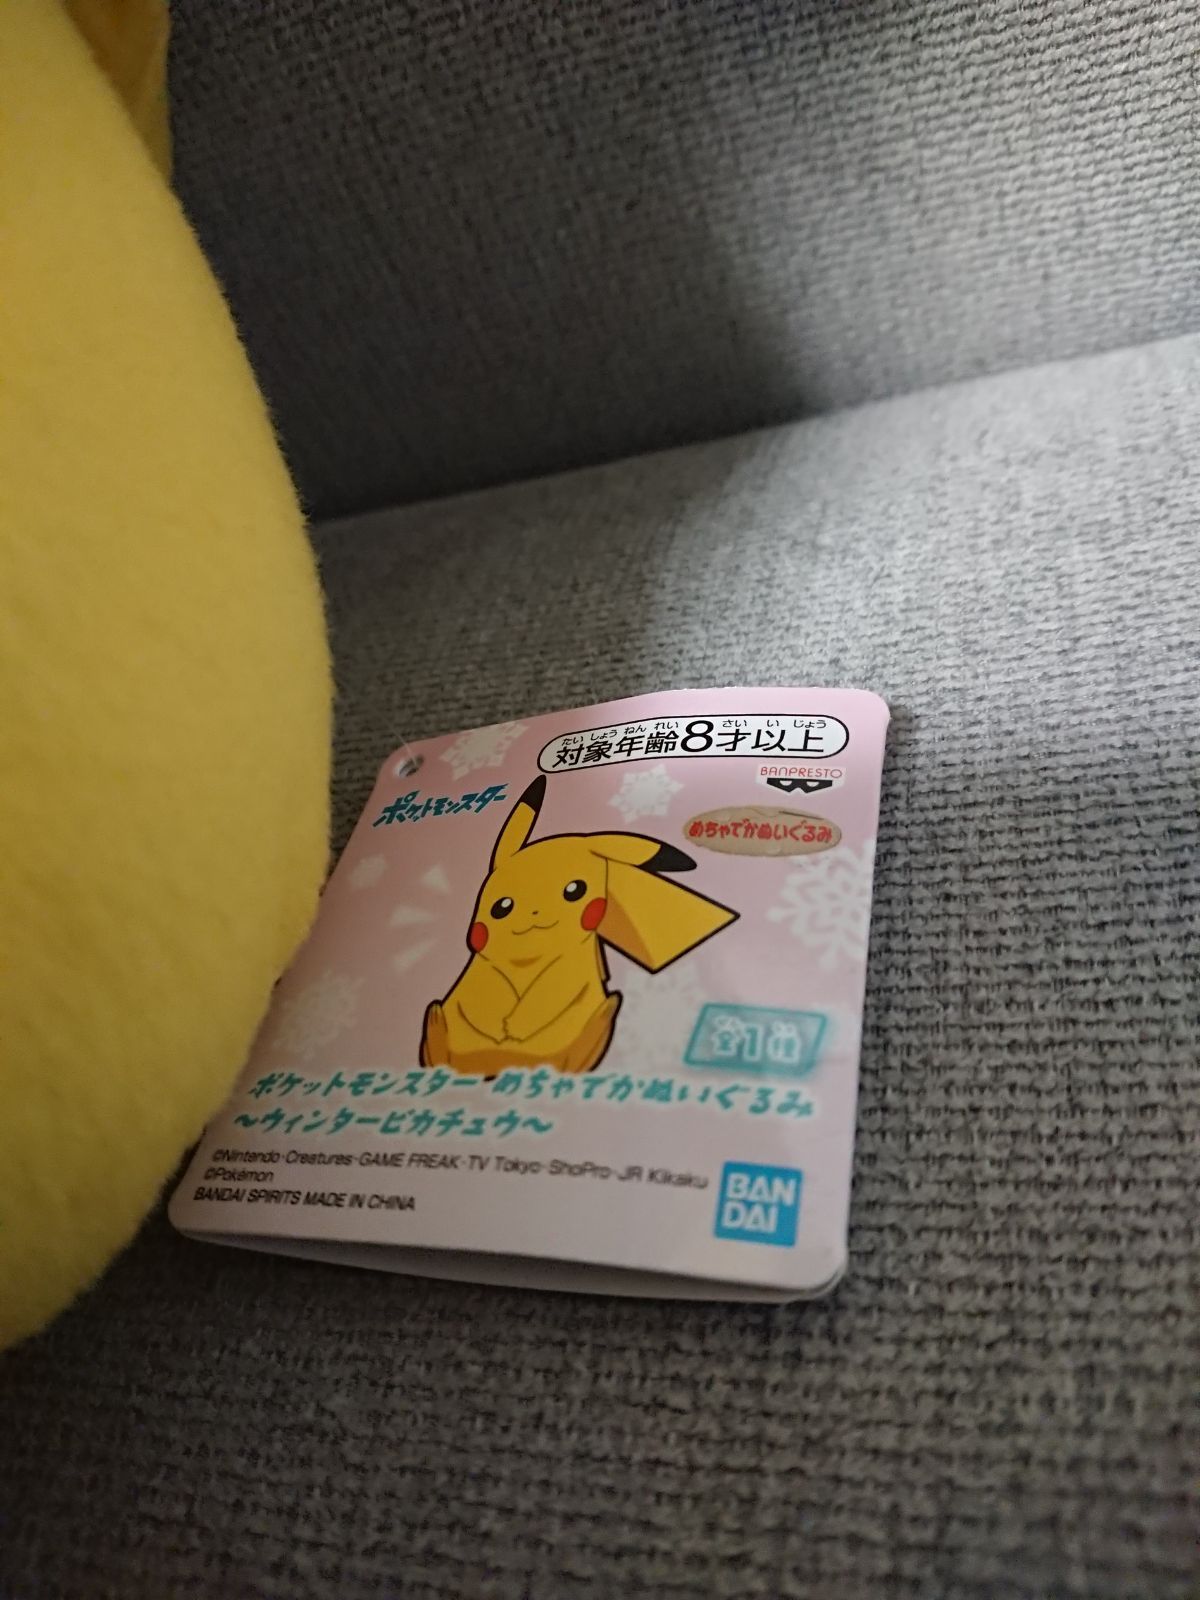 たいしょうねんれい さい い じょう
対象年齢8才以上
BANPRESTO
ポケットモンスター
めちゃでかぬいぐるみ
全1種
ポケットモンスター めちゃでかぬいぐるみ
～ウィンターピカチュウ～
©Nintendo・Creatures・GAME FREAK・TV Tokyo・ShoPro・JR Kikaku
©Pokémon
BANDAI SPIRITS MADE IN CHINA
BAN
DAI